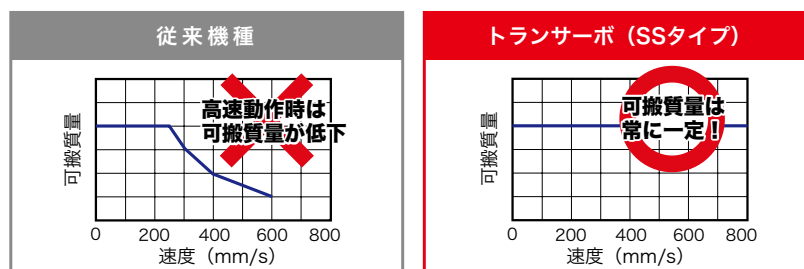 従来機種
高速動作時は
可搬質量が低下
可搬質量
0 200 400 600 800
速度（mm/s）
トランサーボ（SSタイプ）
可搬質量は
常に一定！
可搬質量
0 200 400 600 800
速度（mm/s）